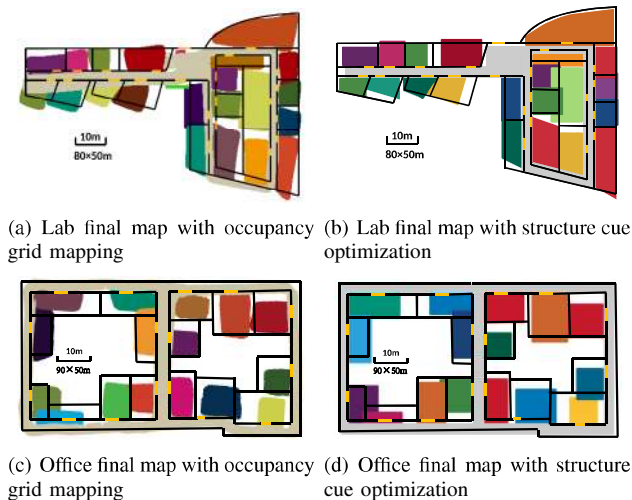 10m
80×50m
10m
80×50m
(a) Lab final map with occupancy
grid mapping
(b) Lab final map with structure cue
optimization
10m
90×50m
10m
90×50m
(c) Office final map with occupancy
grid mapping
(d) Office final map with structure
cue optimization